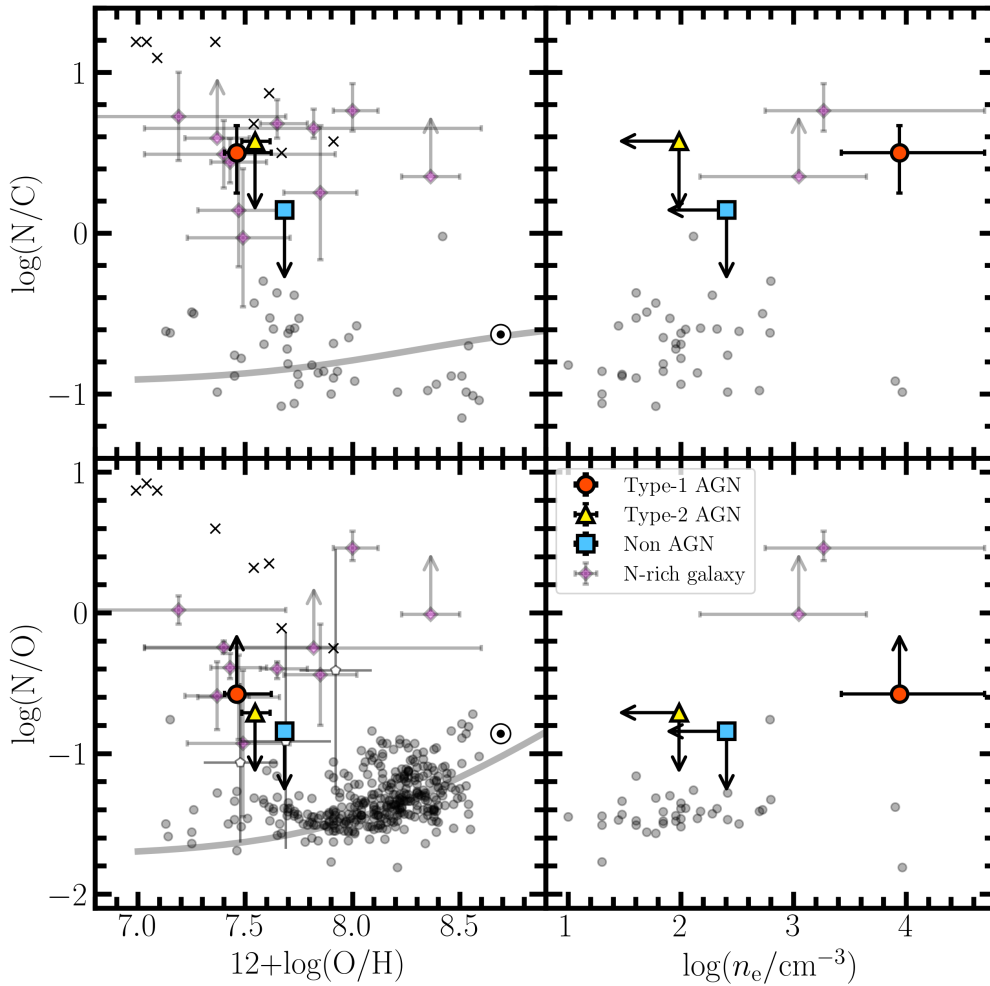 log(N/C)
1
0
−1
log(N/O)
1
0
−1
−2
Type-1 AGN
Type-2 AGN
Non AGN
N-rich galaxy
7.0 7.5 8.0 8.5
12+log(O/H)
1 2 3 4
log(nₑ/cm⁻³)